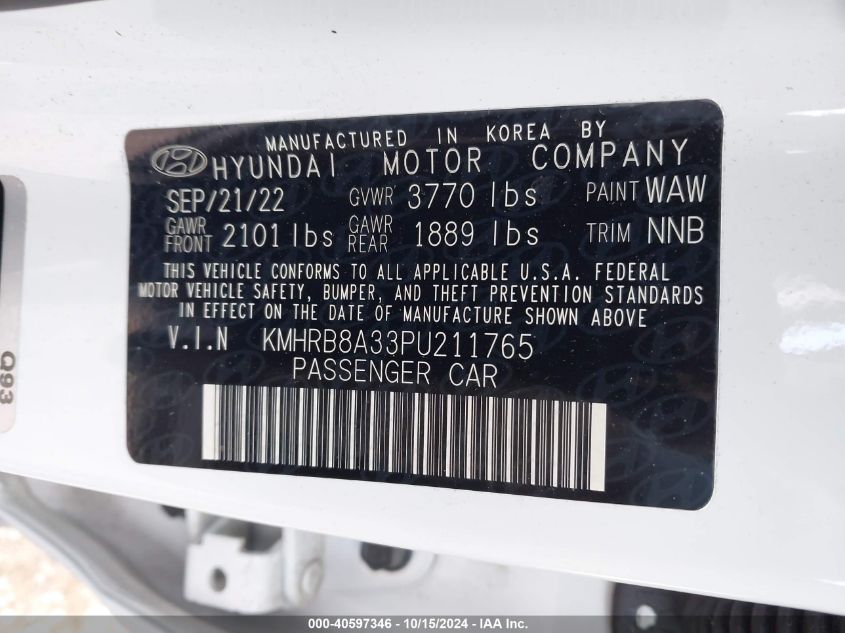 MANUFACTURED IN KOREA BY
HYUNDAI MOTOR COMPANY
SEP/21/22 GVWR 3770 lbs PAINT WAW
GAWR FRONT 2101 lbs GAWR REAR 1889 lbs TRIM NNB
THIS VEHICLE CONFORMS TO ALL APPLICABLE U.S.A. FEDERAL
MOTOR VEHICLE SAFETY, BUMPER, AND THEFT PREVENTION STANDARDS
IN EFFECT ON THE DATE OF MANUFACTURE SHOWN ABOVE
V.I.N KMHRB8A33PU211765
PASSENGER CAR
Q93
000-40597346 - 10/15/2024 - IAA Inc.